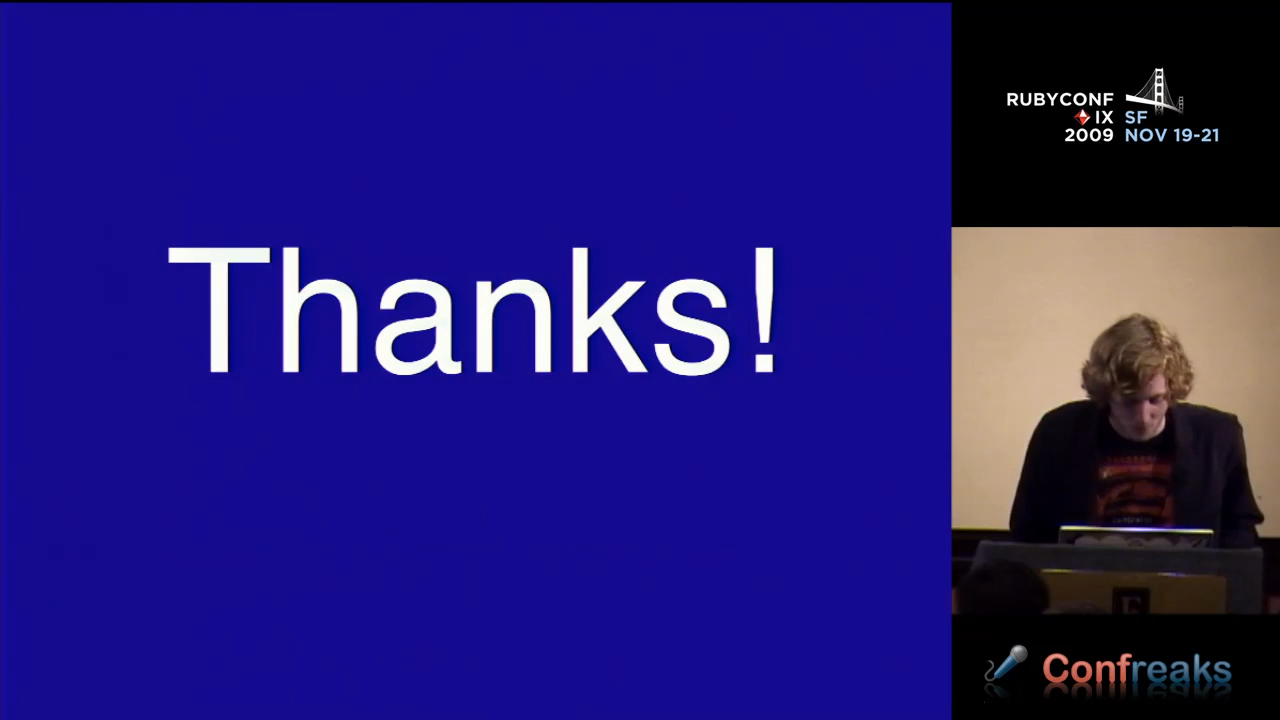 Thanks!
RUBYCONF
IX SF
2009 NOV 19-21
Confreaks